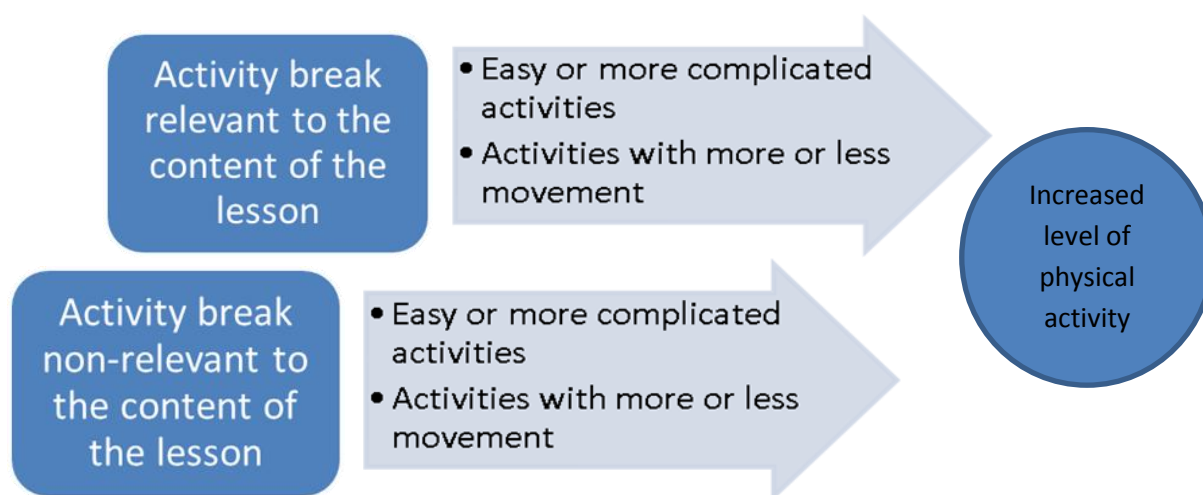 Activity break
relevant to the
content of the
lesson
• Easy or more complicated
activities
• Activities with more or less
movement
Activity break
non-relevant to
the content of
the lesson
• Easy or more complicated
activities
• Activities with more or less
movement
Increased
level of
physical
activity